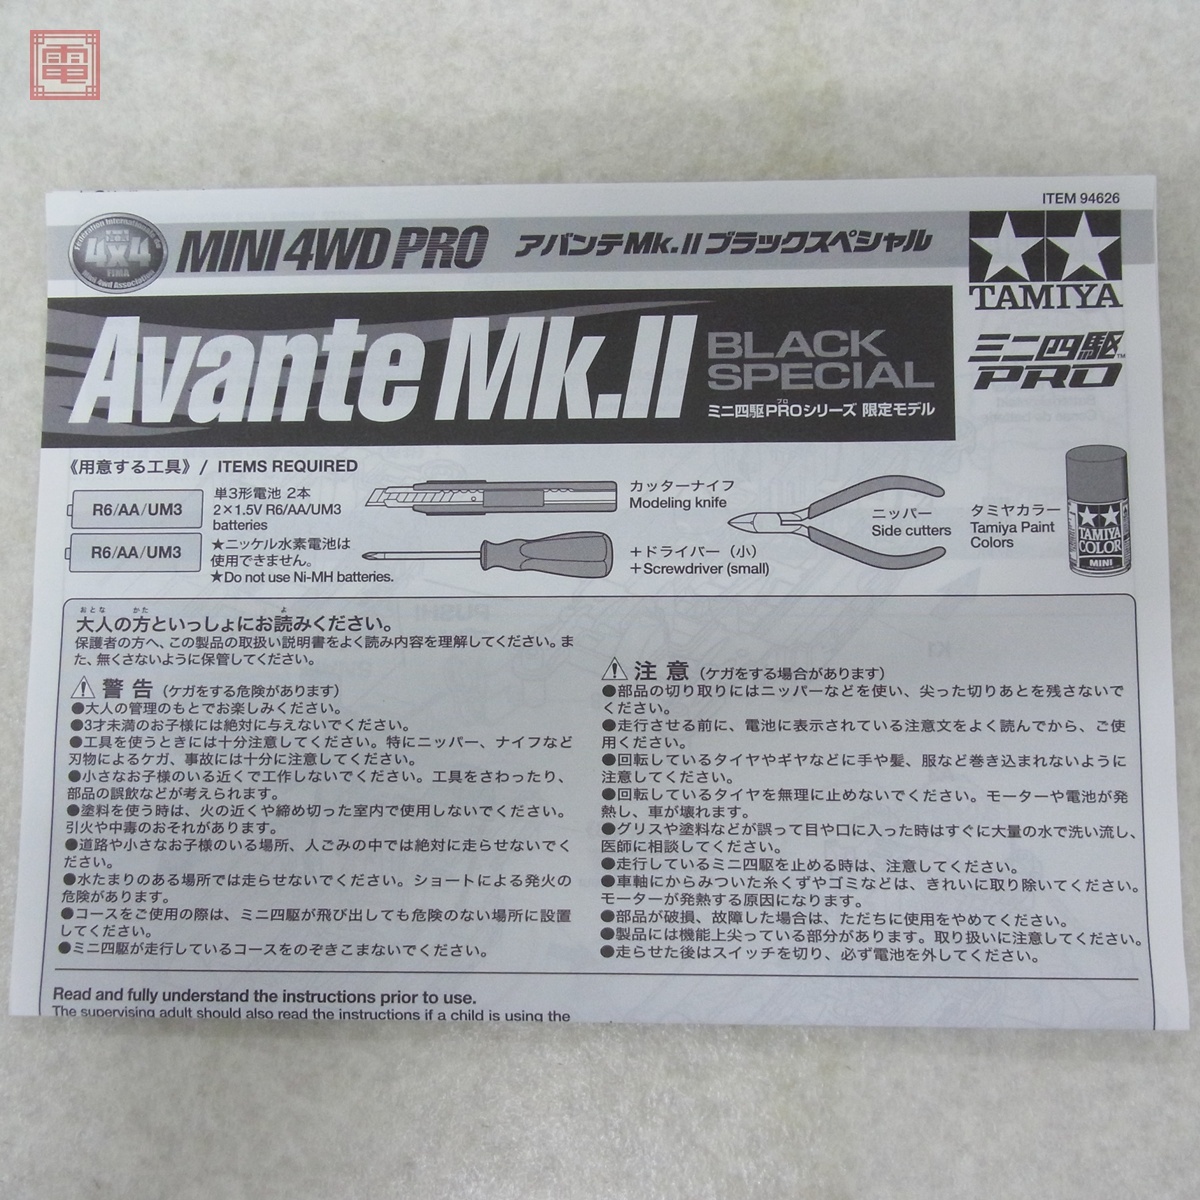 電
ITEM 94626
Federation International
4x4
FIMA
Mini 4wd Association
MINI 4WD PRO
アバンテMk.IIブラックスペシャル
TAMIYA
Avante Mk.II
BLACK
SPECIAL
プロ
ミニ四駆PROシリーズ 限定モデル
ミニ四駆
PRO
TM
《用意する工具》/ ITEMS REQUIRED
R6/AA/UM3
R6/AA/UM3
単3形電池 2本
2×1.5V R6/AA/UM3
batteries
★ニッケル水素電池は
使用できません。
★Do not use Ni-MH batteries.
カッターナイフ
Modeling knife
+ドライバー(小)
+Screwdriver (small)
ニッパー
Side cutters
タミヤカラー
Tamiya Paint
Colors
TAMIYA
COLOR
MINI
おとな かた よ
大人の方といっしょにお読みください。
保護者の方へ、この製品の取扱い説明書をよく読み内容を理解してください。ま
た、無くさないように保管してください。
警告(ケガをする危険があります)
●大人の管理のもとでお楽しみください。
●3才未満のお子様には絶対に与えないでください。
●工具を使うときには十分注意してください。特にニッパー、ナイフなど
刃物によるケガ、事故には十分に注意してください。
●小さなお子様のいる近くで工作しないでください。工具をさわったり、
部品の誤飲などが考えられます。
●塗料を使う時は、火の近くや締め切った室内で使用しないでください。
引火や中毒のおそれがあります。
●道路や小さなお子様のいる場所、人ごみの中では絶対に走らせないでく
ださい。
●水たまりのある場所では走らせないでください。ショートによる発火の
危険があります。
●コースをご使用の際は、ミニ四駆が飛び出しても危険のない場所に設置
してください。
●ミニ四駆が走行しているコースをのぞきこまないでください。
注意(ケガをする場合があります)
●部品の切り取りにはニッパーなどを使い、尖った切りあとを残さないで
ください。
●走行させる前に、電池に表示されている注意文をよく読んでから、ご使
用ください。
●回転しているタイヤやギヤなどに手や髪、服など巻き込まれないように
注意してください。
●回転しているタイヤを無理に止めないでください。モーターや電池が発
熱し、車が壊れます。
●グリスや塗料などが誤って目や口に入った時はすぐに大量の水で洗い流し、
医師に相談してください。
●走行しているミニ四駆を止める時は、注意してください。
●車軸にからみついた糸くずやゴミなどは、きれいに取り除いてください。
モーターが発熱する原因になります。
●部品が破損、故障した場合は、ただちに使用をやめてください。
●製品には機能上尖っている部分があります。取り扱いに注意してください。
●走らせた後はスイッチを切り、必ず電池を外してください。
Read and fully understand the instructions prior to use.
The supervising adult should also read the instructions if a child is using the